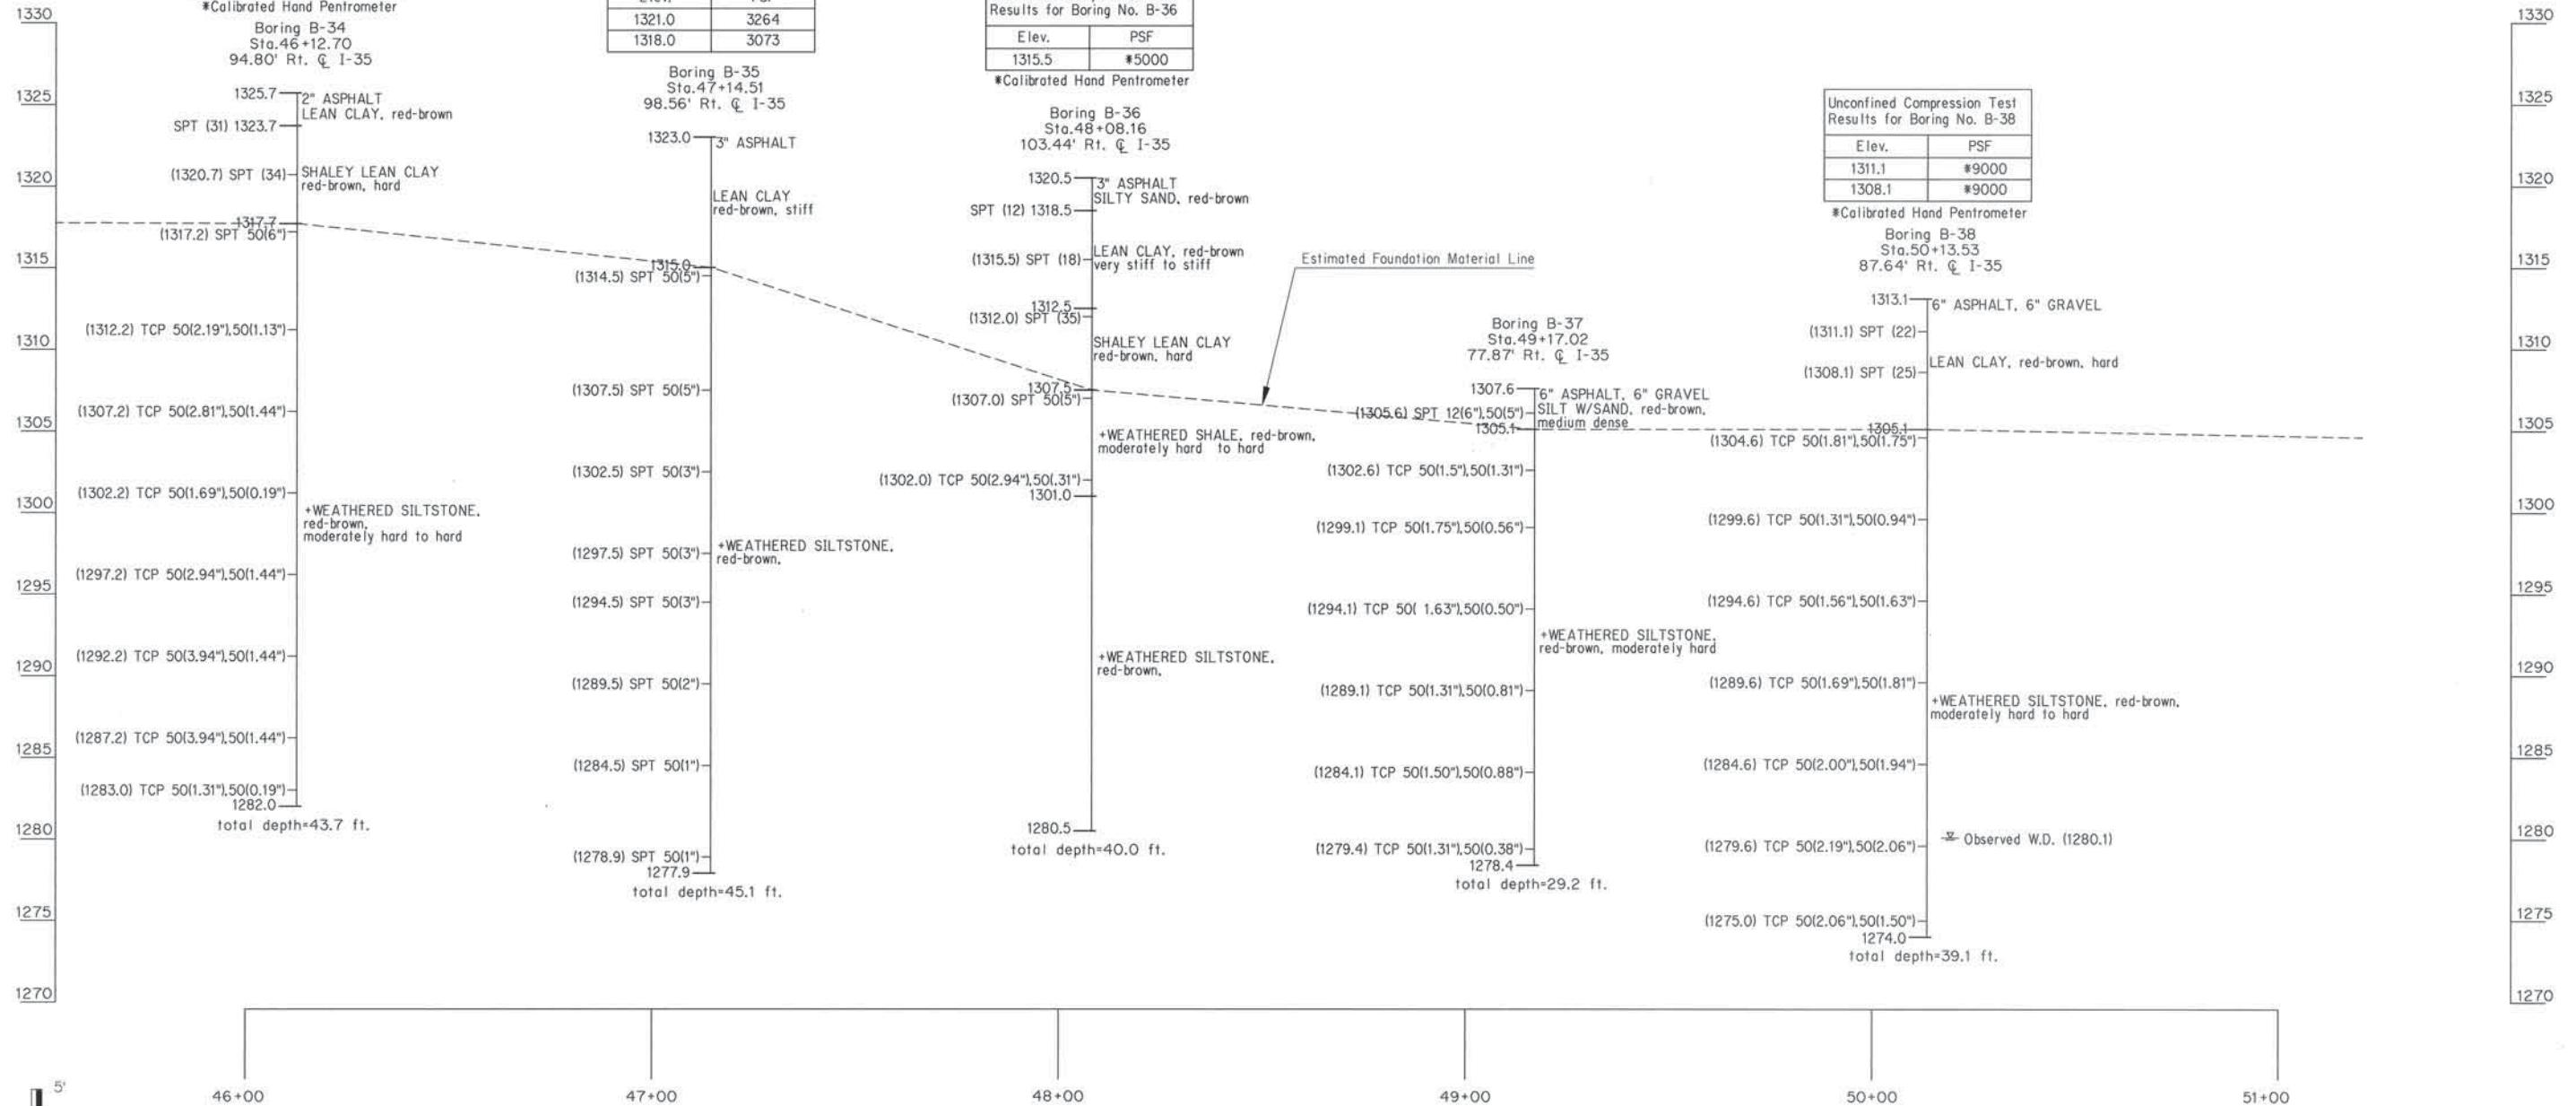 1330
1325
1320
1315
1310
1305
1300
1295
1290
1285
1280
1275
1270
*Calibrated Hand Pentrometer
Boring B-34
Sta.46+12.70
94.80' Rt. ℄ I-35
1325.7
2" ASPHALT
LEAN CLAY, red-brown
SPT (31) 1323.7
(1320.7) SPT (34)
SHALEY LEAN CLAY
red-brown, hard
1317.7
(1317.2) SPT 50(6")
(1312.2) TCP 50(2.19"),50(1.13")
(1307.2) TCP 50(2.81"),50(1.44")
(1302.2) TCP 50(1.69"),50(0.19")
+WEATHERED SILTSTONE,
red-brown,
moderately hard to hard
(1297.2) TCP 50(2.94"),50(1.44")
(1292.2) TCP 50(3.94"),50(1.44")
(1287.2) TCP 50(3.94"),50(1.44")
(1283.0) TCP 50(1.31"),50(0.19")
1282.0
total depth=43.7 ft.
1321.0 3264
1318.0 3073
Boring B-35
Sta.47+14.51
98.56' Rt. ℄ I-35
1323.0
3" ASPHALT
LEAN CLAY
red-brown, stiff
1315.0
(1314.5) SPT 50(5")
(1307.5) SPT 50(5")
(1302.5) SPT 50(3")
(1297.5) SPT 50(3")
+WEATHERED SILTSTONE,
red-brown,
(1294.5) SPT 50(3")
(1289.5) SPT 50(2")
(1284.5) SPT 50(1")
(1278.9) SPT 50(1")
1277.9
total depth=45.1 ft.
Results for Boring No. B-36
Elev. PSF
1315.5 *5000
*Calibrated Hand Pentrometer
Boring B-36
Sta.48+08.16
103.44' Rt. ℄ I-35
1320.5
3" ASPHALT
SILTY SAND, red-brown
SPT (12) 1318.5
(1315.5) SPT (18)
LEAN CLAY, red-brown
very stiff to stiff
1312.5
(1312.0) SPT (35)
SHALEY LEAN CLAY
red-brown, hard
1307.5
(1307.0) SPT 50(5")
+WEATHERED SHALE, red-brown,
moderately hard to hard
(1302.0) TCP 50(2.94"),50(.31")
1301.0
+WEATHERED SILTSTONE,
red-brown,
1280.5
total depth=40.0 ft.
Estimated Foundation Material Line
Boring B-37
Sta.49+17.02
77.87' Rt. ℄ I-35
1307.6
6" ASPHALT, 6" GRAVEL
(1305.6) SPT 12(6"),50(5")
SILT W/SAND, red-brown,
medium dense
1305.1
(1302.6) TCP 50(1.5"),50(1.31")
(1299.1) TCP 50(1.75"),50(0.56")
(1294.1) TCP 50( 1.63"),50(0.50")
+WEATHERED SILTSTONE,
red-brown, moderately hard
(1289.1) TCP 50(1.31"),50(0.81")
(1284.1) TCP 50(1.50"),50(0.88")
(1279.4) TCP 50(1.31"),50(0.38")
1278.4
total depth=29.2 ft.
Unconfined Compression Test
Results for Boring No. B-38
Elev. PSF
1311.1 *9000
1308.1 *9000
*Calibrated Hand Pentrometer
Boring B-38
Sta.50+13.53
87.64' Rt. ℄ I-35
1313.1
6" ASPHALT, 6" GRAVEL
(1311.1) SPT (22)
LEAN CLAY, red-brown, hard
(1308.1) SPT (25)
1305.1
(1304.6) TCP 50(1.81"),50(1.75")
(1299.6) TCP 50(1.31"),50(0.94")
(1294.6) TCP 50(1.56"),50(1.63")
(1289.6) TCP 50(1.69"),50(1.81")
+WEATHERED SILTSTONE, red-brown,
moderately hard to hard
(1284.6) TCP 50(2.00"),50(1.94")
Observed W.D. (1280.1)
(1279.6) TCP 50(2.19"),50(2.06")
(1275.0) TCP 50(2.06"),50(1.50")
1274.0
total depth=39.1 ft.
1330
1325
1320
1315
1310
1305
1300
1295
1290
1285
1280
1275
1270
5'
46+00 47+00 48+00 49+00 50+00 51+00